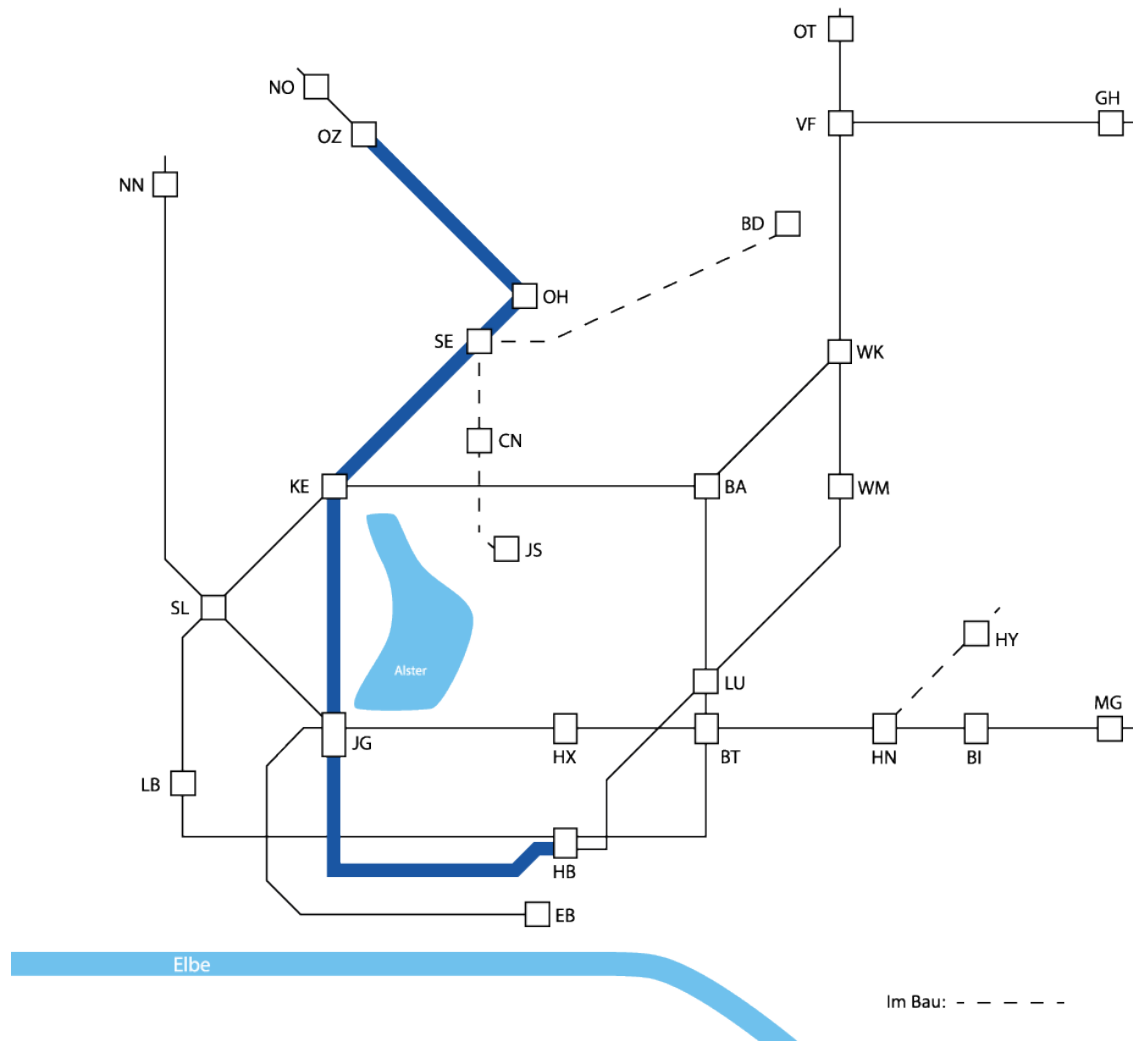 OT
NO
GH
OZ
VF
NN
BD
OH
SE
WK
CN
KE
BA
WM
JS
SL
HY
Alster
LU
MG
JG
HX
BT
HN
BI
LB
HB
EB
Elbe
Im Bau: